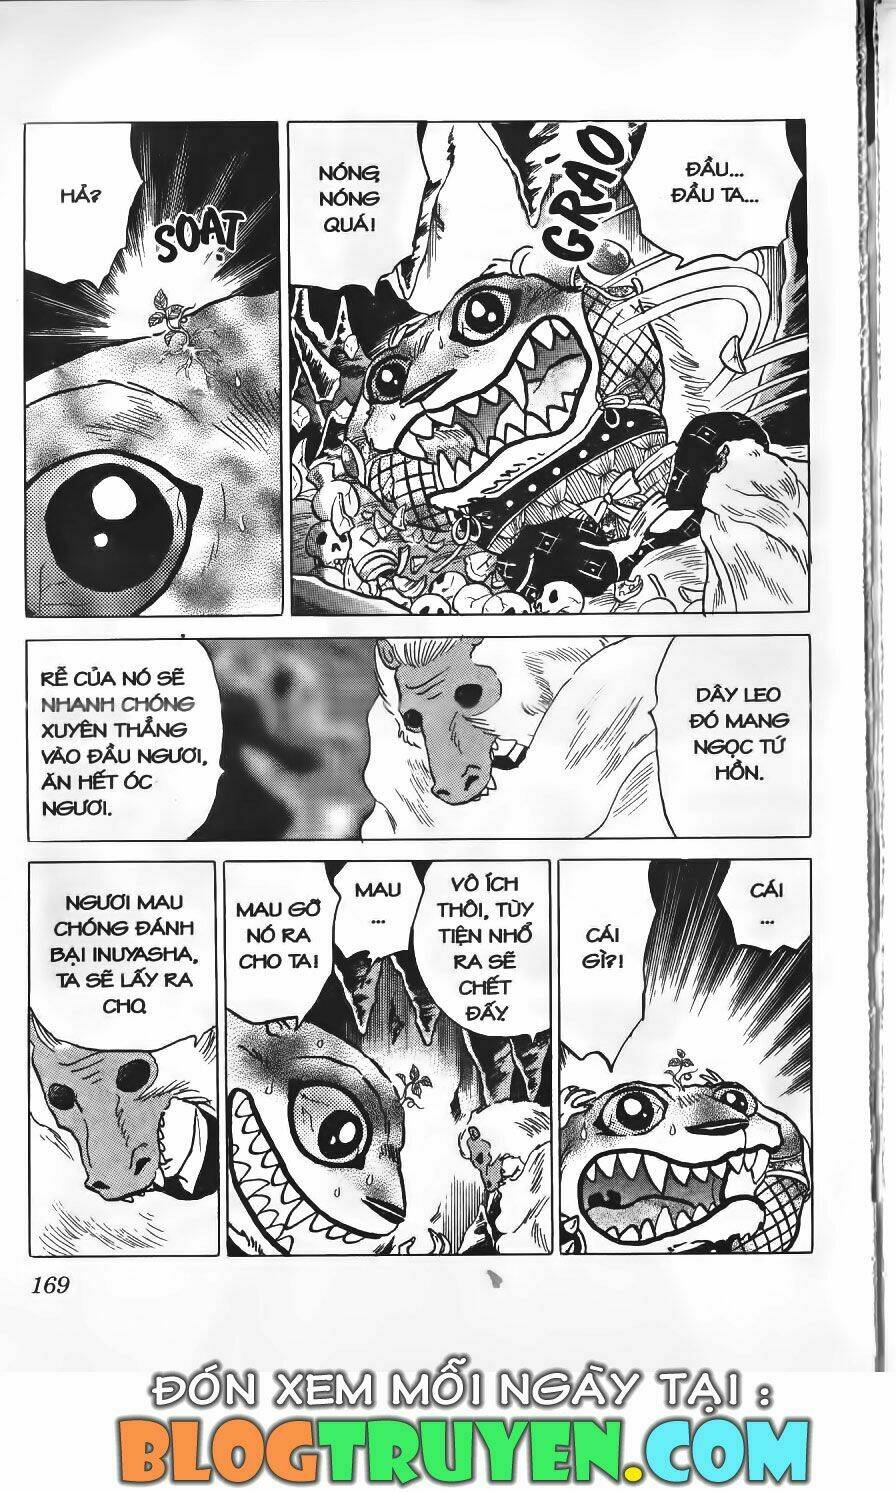 ĐẦU...
ĐẦU TA...
GRÀO
NÓNG,
NÓNG
QUÁ!
HẢ?
SOẠT
DÂY LEO
ĐÓ MANG
NGỌC TỨ
HỒN.
RỄ CỦA NÓ SẼ
NHANH CHÓNG
XUYÊN THẲNG
VÀO ĐẦU NGƯƠI,
ĂN HẾT ÓC
NGƯƠI.
CÁI
...
CÁI
GÌ?!
VÔ ÍCH
THÔI, TÙY
TIỆN NHỔ
RA SẼ
CHẾT
ĐẤY.
MAU
...
MAU GỠ
NÓ RA
CHO TA!
NGƯƠI MAU
CHÓNG ĐÁNH
BẠI INUYASHA,
TA SẼ LẤY RA
CHO.
169
ĐÓN XEM MỖI NGÀY TẠI :
BLOGTRUYEN.COM